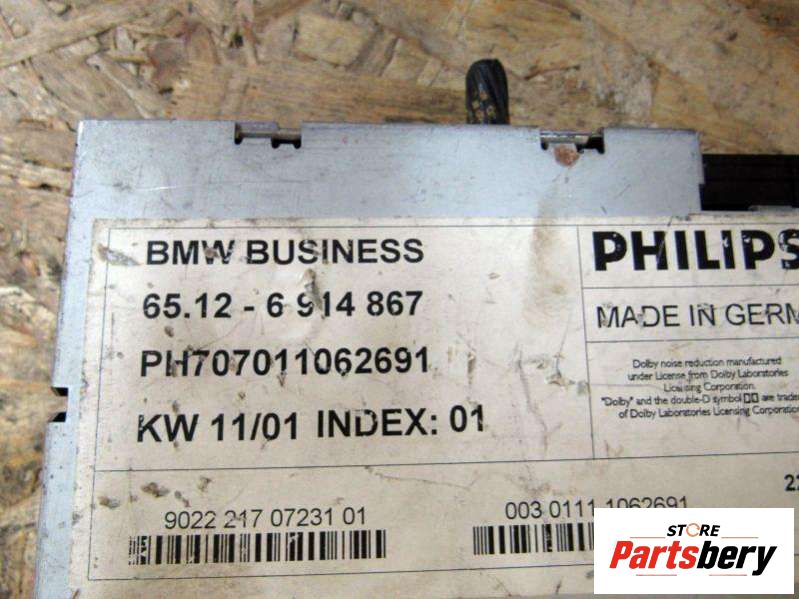 BMW BUSINESS
65.12 - 6 914 867
PH707011062691
KW 11/01 INDEX: 01
PHILIPS
MADE IN GERM
Dolby noise reduction manufactured
under License from Dolby Laboratories
Licensing Corporation.
"Dolby" and the double-D symbol are trade
of Dolby Laboratories Licensing Corporation
9022 217 07231 01
003 0111 1062691
22
STORE
Partsbery